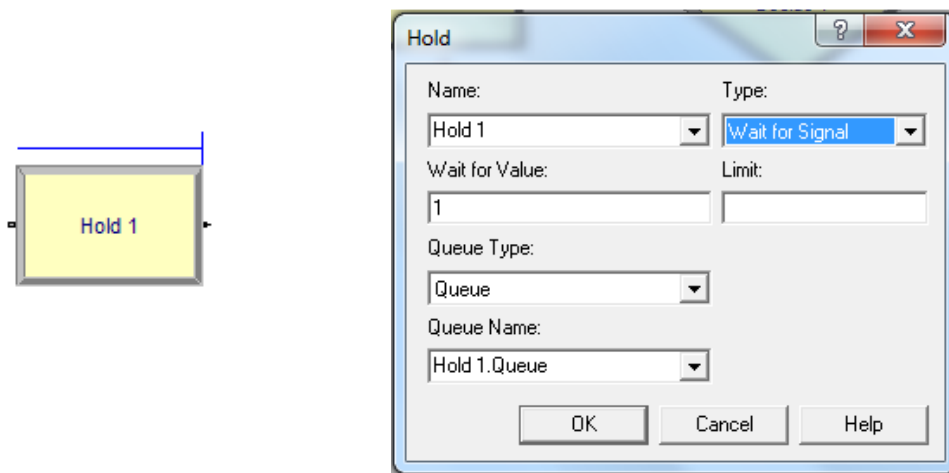 Hold 1
Hold
?
Name:
Type:
Hold 1
Wait for Signal
Wait for Value:
Limit:
1
Queue Type:
Queue
Queue Name:
Hold 1.Queue
OK
Cancel
Help